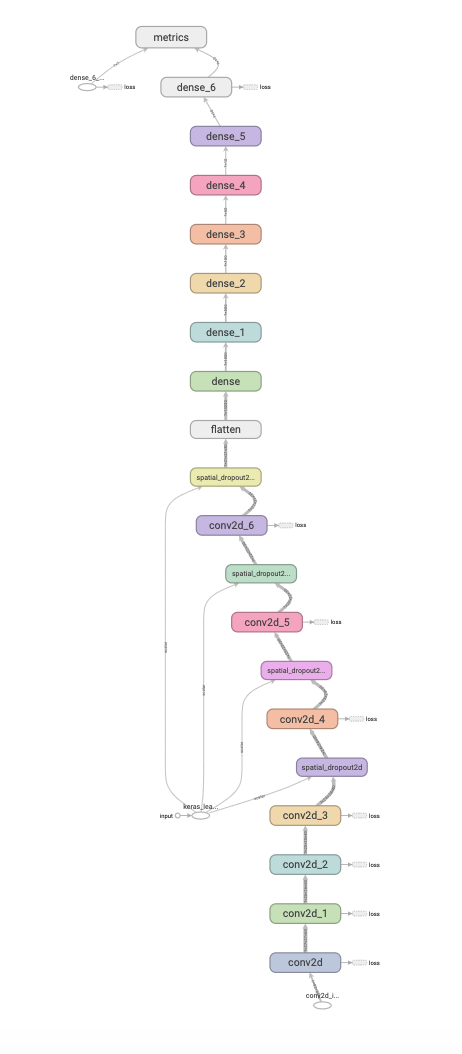 metrics
dense_6_...
loss
dense_6
loss
dense_5
dense_4
dense_3
dense_2
dense_1
dense
flatten
spatial_dropout2...
conv2d_6
loss
spatial_dropout2...
conv2d_5
loss
spatial_dropout2...
conv2d_4
loss
spatial_dropout2d
keras_lea...
input
conv2d_3
loss
conv2d_2
loss
conv2d_1
loss
conv2d
loss
conv2d_i...